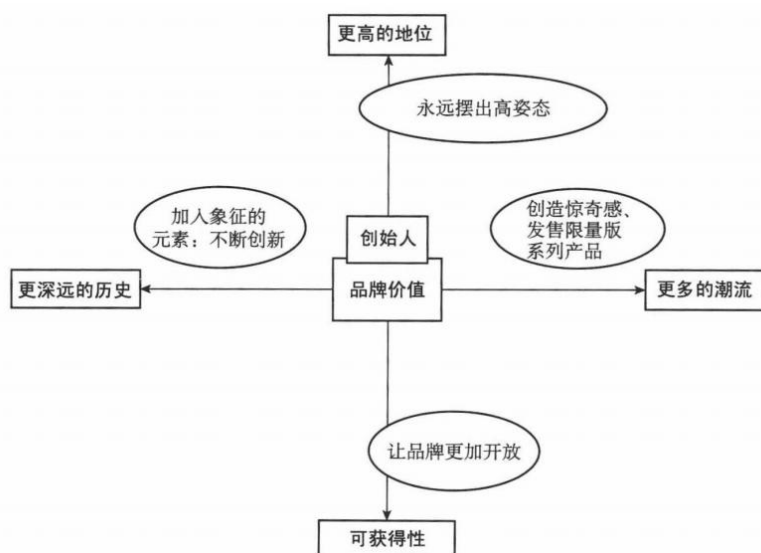 更高的地位
永远摆出高姿态
加入象征的
元素：不断创新
创始人
创造惊奇感、
发售限量版
系列产品
更深远的历史
品牌价值
更多的潮流
让品牌更加开放
可获得性